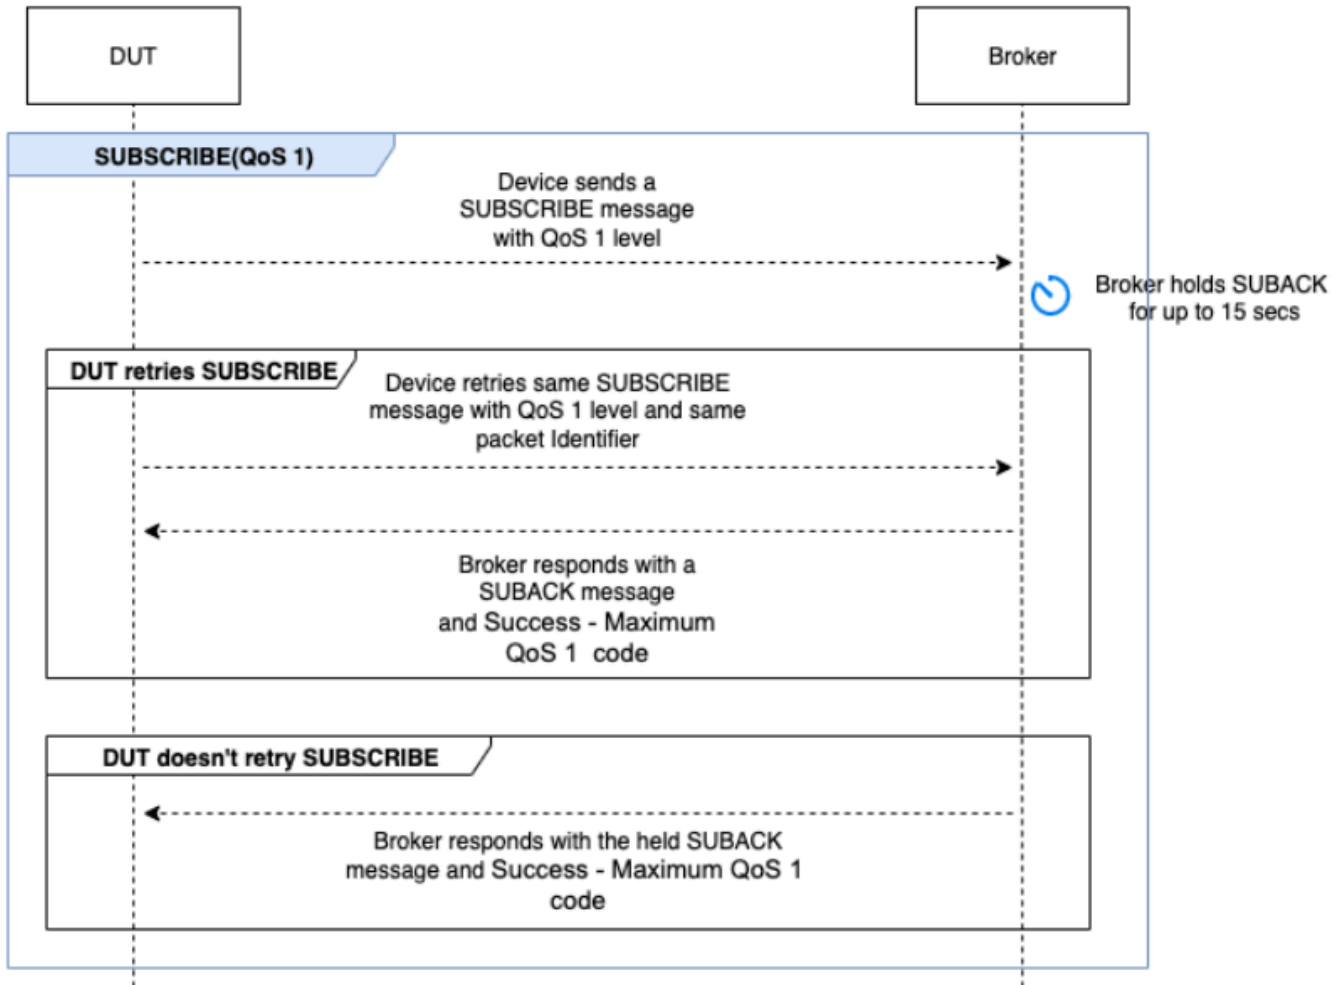 DUT
Broker
SUBSCRIBE(QoS 1)
Device sends a
SUBSCRIBE message
with QoS 1 level
Broker holds SUBACK
for up to 15 secs
DUT retries SUBSCRIBE
Device retries same SUBSCRIBE
message with QoS 1 level and same
packet Identifier
Broker responds with a
SUBACK message
and Success - Maximum
QoS 1 code
DUT doesn't retry SUBSCRIBE
Broker responds with the held SUBACK
message and Success - Maximum QoS 1
code